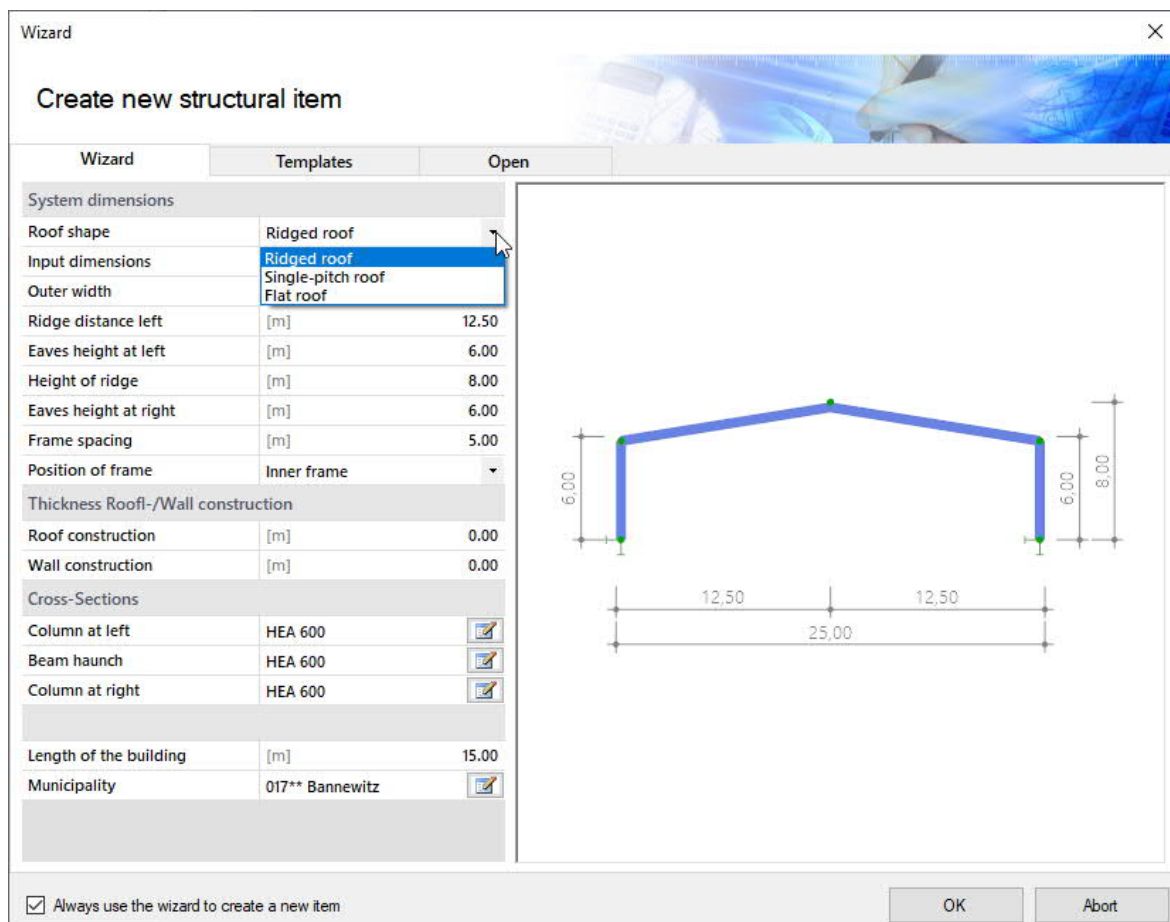 Wizard
Create new structural item
Wizard Templates Open
System dimensions
Roof shape Ridged roof
Input dimensions Ridged roof
Single-pitch roof
Outer width Flat roof
Ridge distance left [m] 12.50
Eaves height at left [m] 6.00
Height of ridge [m] 8.00
Eaves height at right [m] 6.00
Frame spacing [m] 5.00
Position of frame Inner frame
Thickness Roofl-/Wall construction
Roof construction [m] 0.00
Wall construction [m] 0.00
Cross-Sections
Column at left HEA 600
Beam haunch HEA 600
Column at right HEA 600
Length of the building [m] 15.00
Municipality 017** Bannewitz
6,00
6,00
8,00
12,50 12,50
25,00
Always use the wizard to create a new item
OK Abort